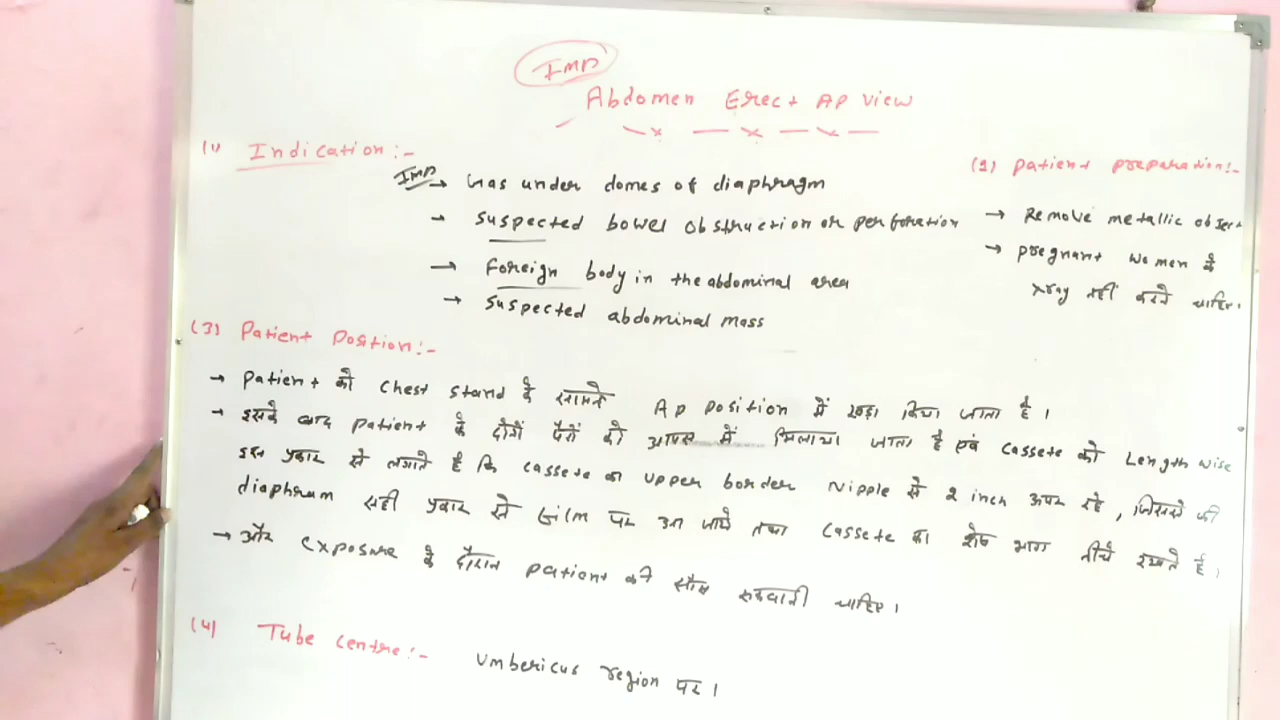 IMP
Abdomen Erect AP view
(1) Indication:-
IMP → Gas under domes of diaphragm
→ Suspected bowel obstruction or perforation
→ Foreign body in the abdominal area
→ Suspected abdominal mass
(2) Patient preparation:-
→ Remove metallic object
→ pregnant women के
xray नहीं करने चाहिए।
(3) Patient Position:-
→ Patient को chest stand के सामने AP position में खड़ा किया जाता है।
→ इसके बाद patient के दोनों पैरों को आपस में मिलाया जाता है एवं cassete को Length wise
इस प्रकार से लगाते है कि cassete का upper border Nipple से 2 inch ऊपर रहे, जिससे की
diaphram सही प्रकार से film पर आ जाये तथा cassete का शेष भाग नीचे रखते है।
→ और exposure के दौरान patient की साँस रुकवानी चाहिए।
(4) Tube centre:- Umbericus region पर।